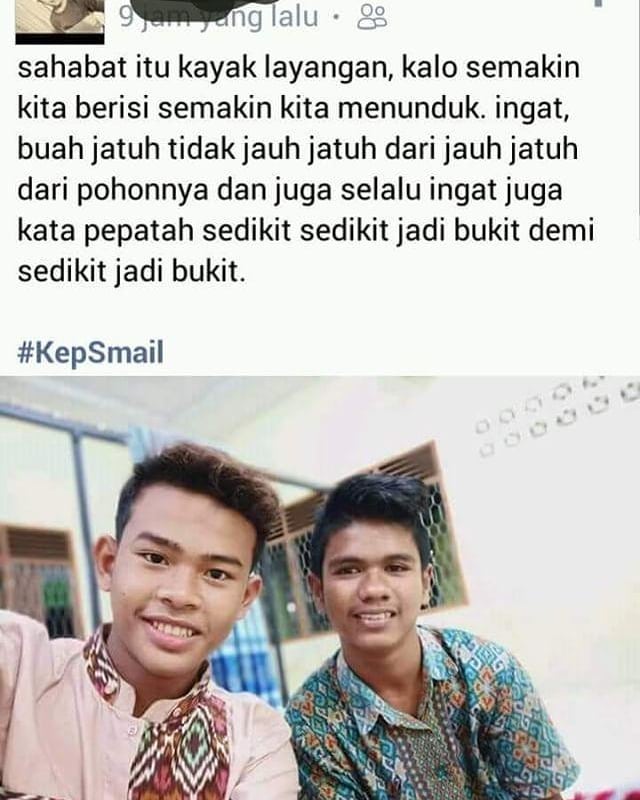 9 jam yang lalu
sahabat itu kayak layangan, kalo semakin
kita berisi semakin kita menunduk. ingat,
buah jatuh tidak jauh jatuh dari jauh jatuh
dari pohonnya dan juga selalu ingat juga
kata pepatah sedikit sedikit jadi bukit demi
sedikit jadi bukit.
#KepSmail